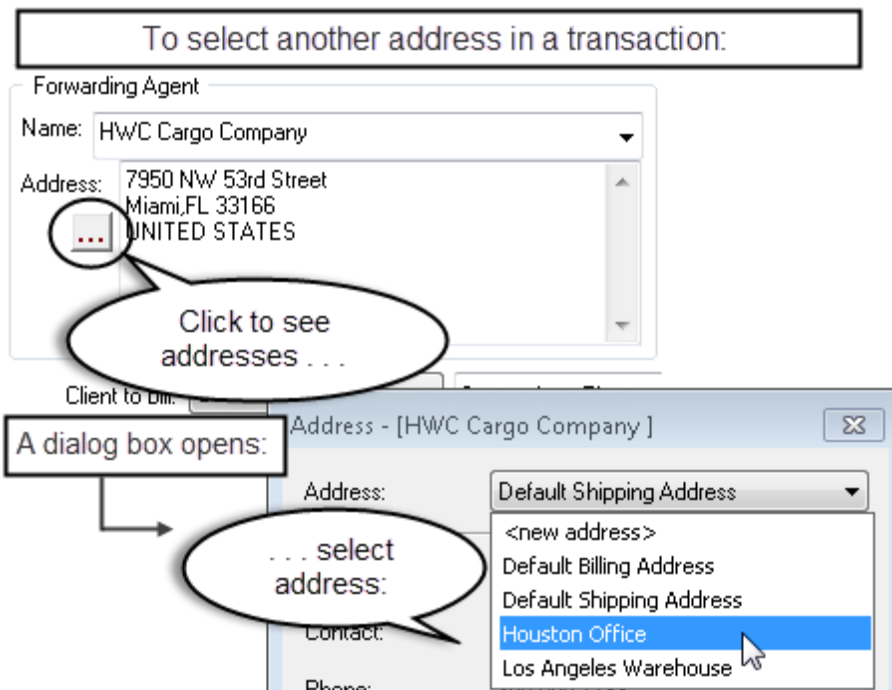 To select another address in a transaction:
Forwarding Agent
Name: HWC Cargo Company
Address: 7950 NW 53rd Street
Miami,FL 33166
... UNITED STATES
Click to see
addresses . . .
Client to Bill:
A dialog box opens:
Address - [HWC Cargo Company ]
Address: Default Shipping Address
<new address>
. . . select
address:
Default Billing Address
Default Shipping Address
Contact: Houston Office
Los Angeles Warehouse
Phone: